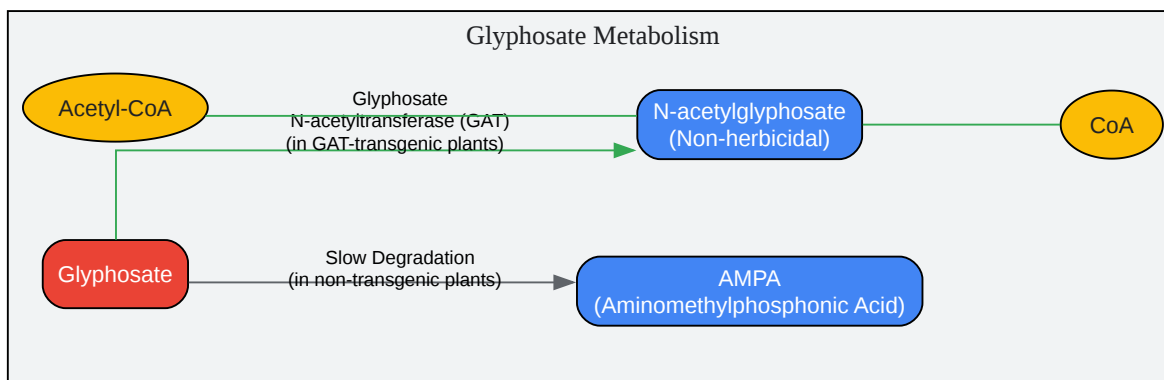 Glyphosate Metabolism
Acetyl-CoA
Glyphosate
N-acetyltransferase (GAT)
(in GAT-transgenic plants)
N-acetylglyphosate
(Non-herbicidal)
CoA
Glyphosate
Slow Degradation
(in non-transgenic plants)
AMPA
(Aminomethylphosphonic Acid)